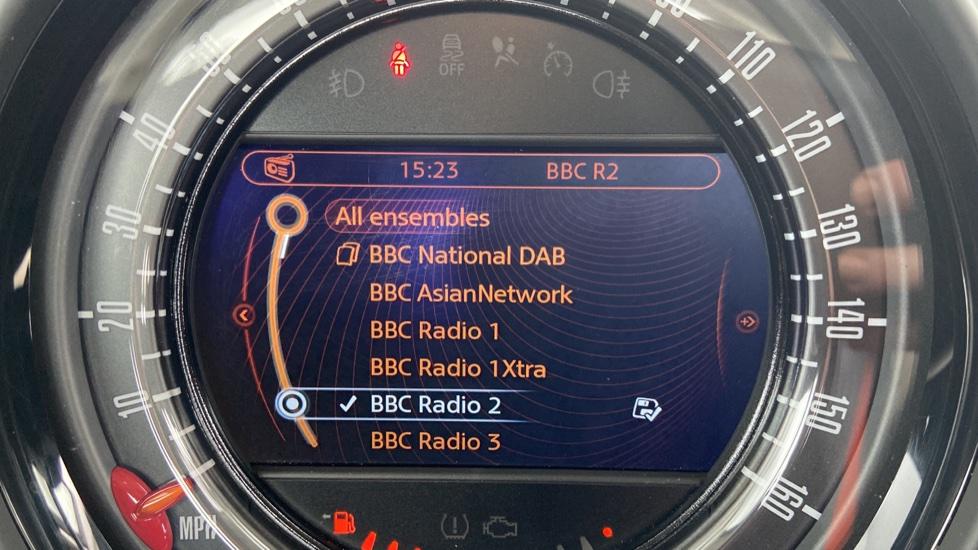 OFF
15:23 BBC R2
All ensembles
BBC National DAB
BBC AsianNetwork
BBC Radio 1
BBC Radio 1Xtra
BBC Radio 2
BBC Radio 3
10
20
30
40
110
120
130
140
150
160
MPH